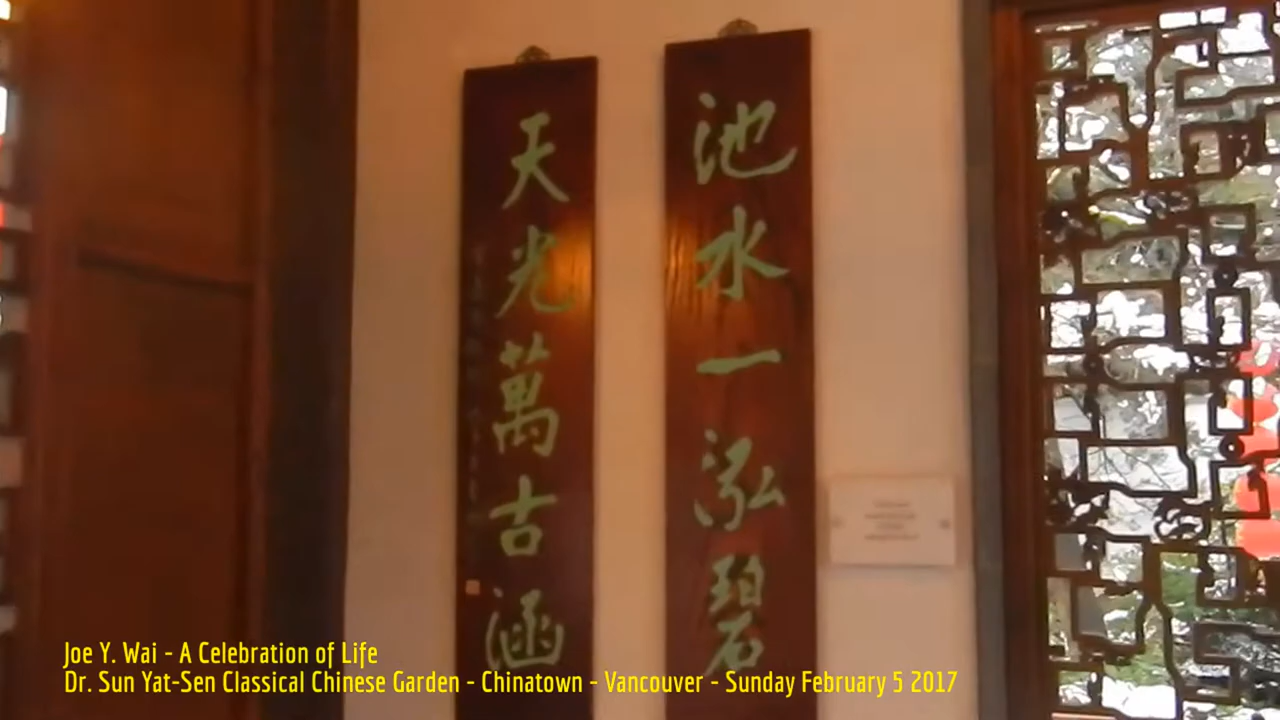 池水一泓碧
天光萬古涵
Joe Y. Wai - A Celebration of Life
Dr. Sun Yat-Sen Classical Chinese Garden - Chinatown - Vancouver - Sunday February 5 2017